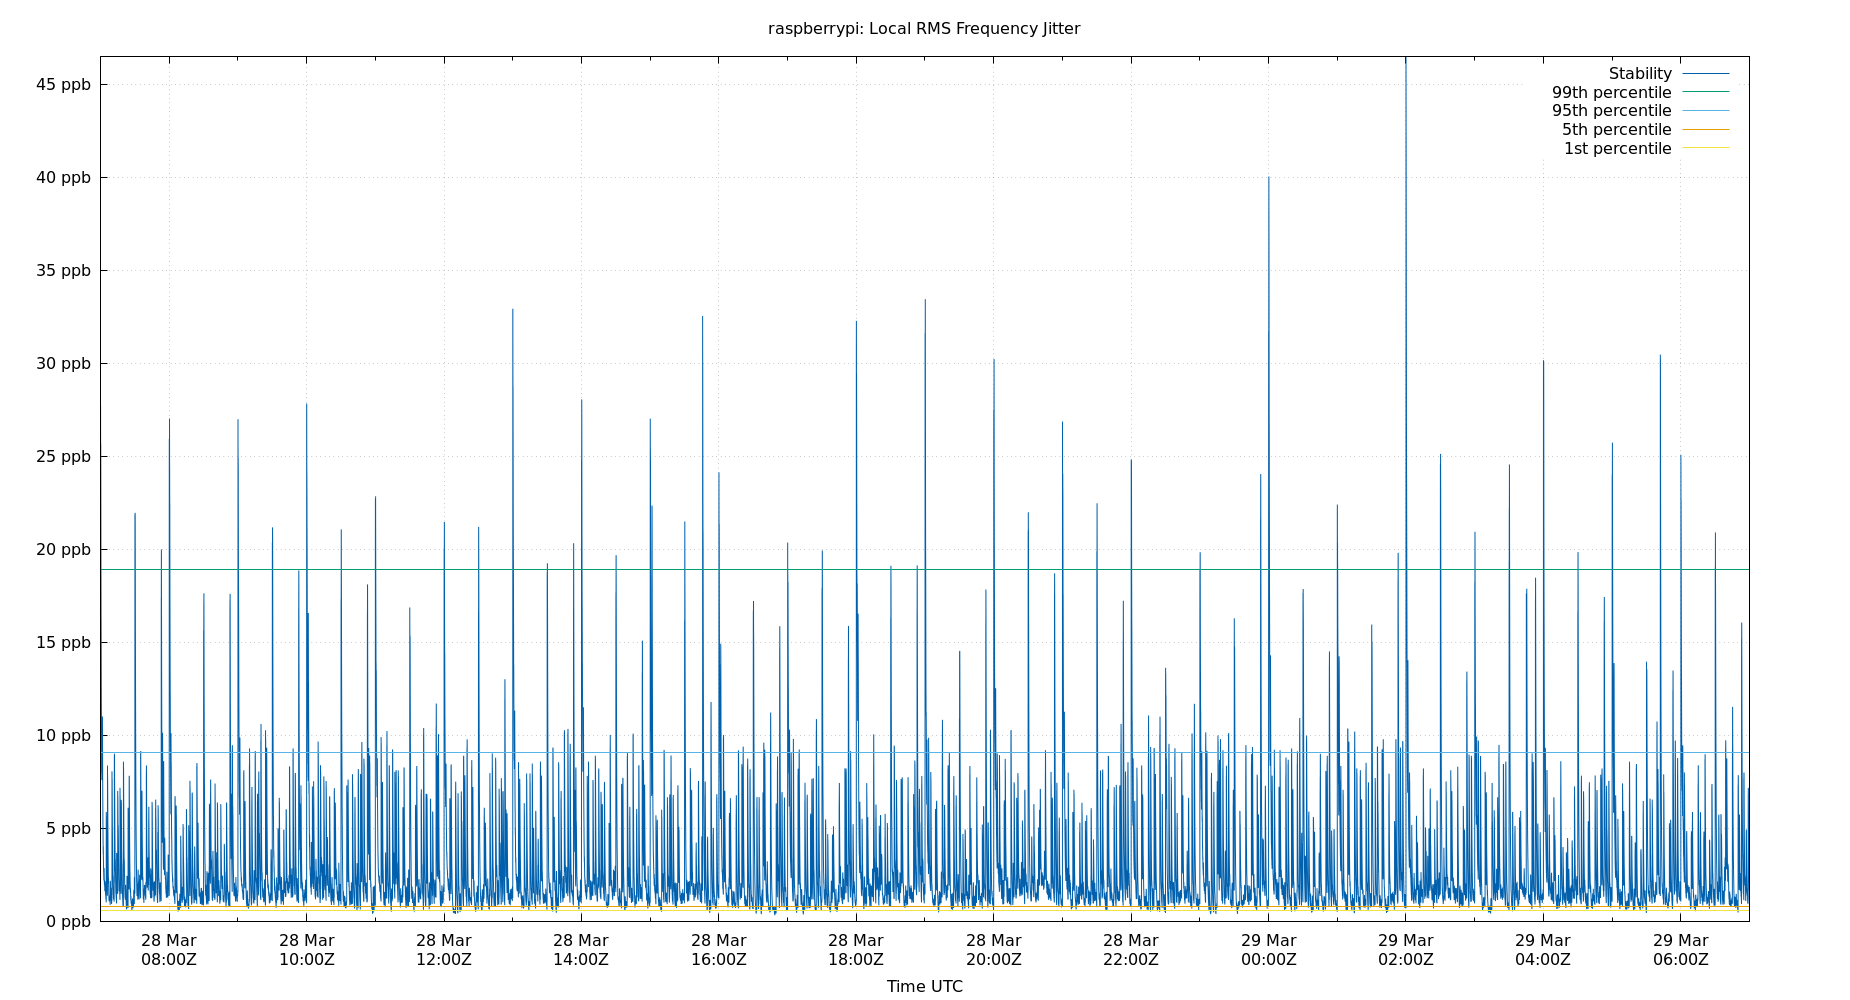 raspberrypi: Local RMS Frequency Jitter
45 ppb
40 ppb
35 ppb
30 ppb
25 ppb
20 ppb
15 ppb
10 ppb
5 ppb
0 ppb
Stability
99th percentile
95th percentile
5th percentile
1st percentile
28 Mar 28 Mar 28 Mar 28 Mar 28 Mar 28 Mar 28 Mar 28 Mar 29 Mar 29 Mar 29 Mar 29 Mar
08:00Z 10:00Z 12:00Z 14:00Z 16:00Z 18:00Z 20:00Z 22:00Z 00:00Z 02:00Z 04:00Z 06:00Z
Time UTC